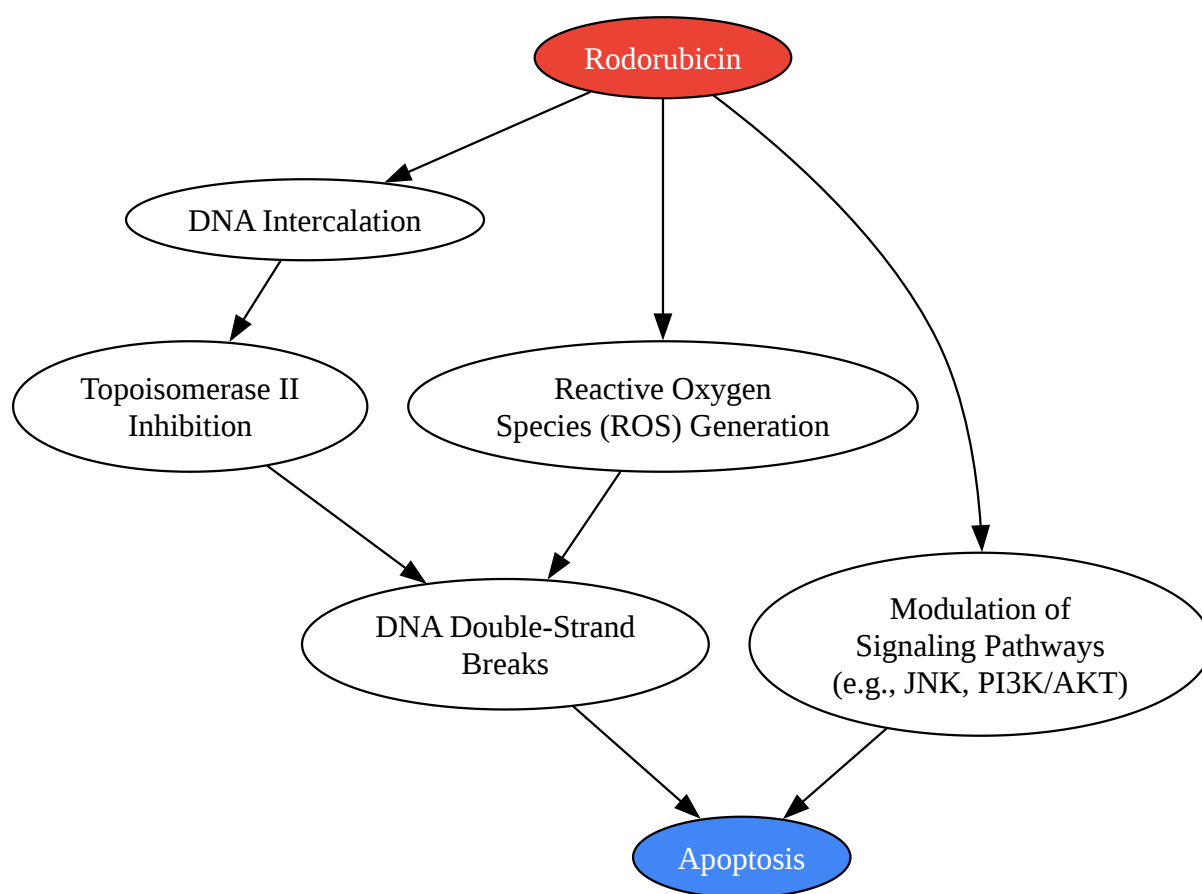 Rodorubicin
DNA Intercalation
Topoisomerase II
Inhibition
Reactive Oxygen
Species (ROS) Generation
DNA Double-Strand
Breaks
Modulation of
Signaling Pathways
(e.g., JNK, PI3K/AKT)
Apoptosis